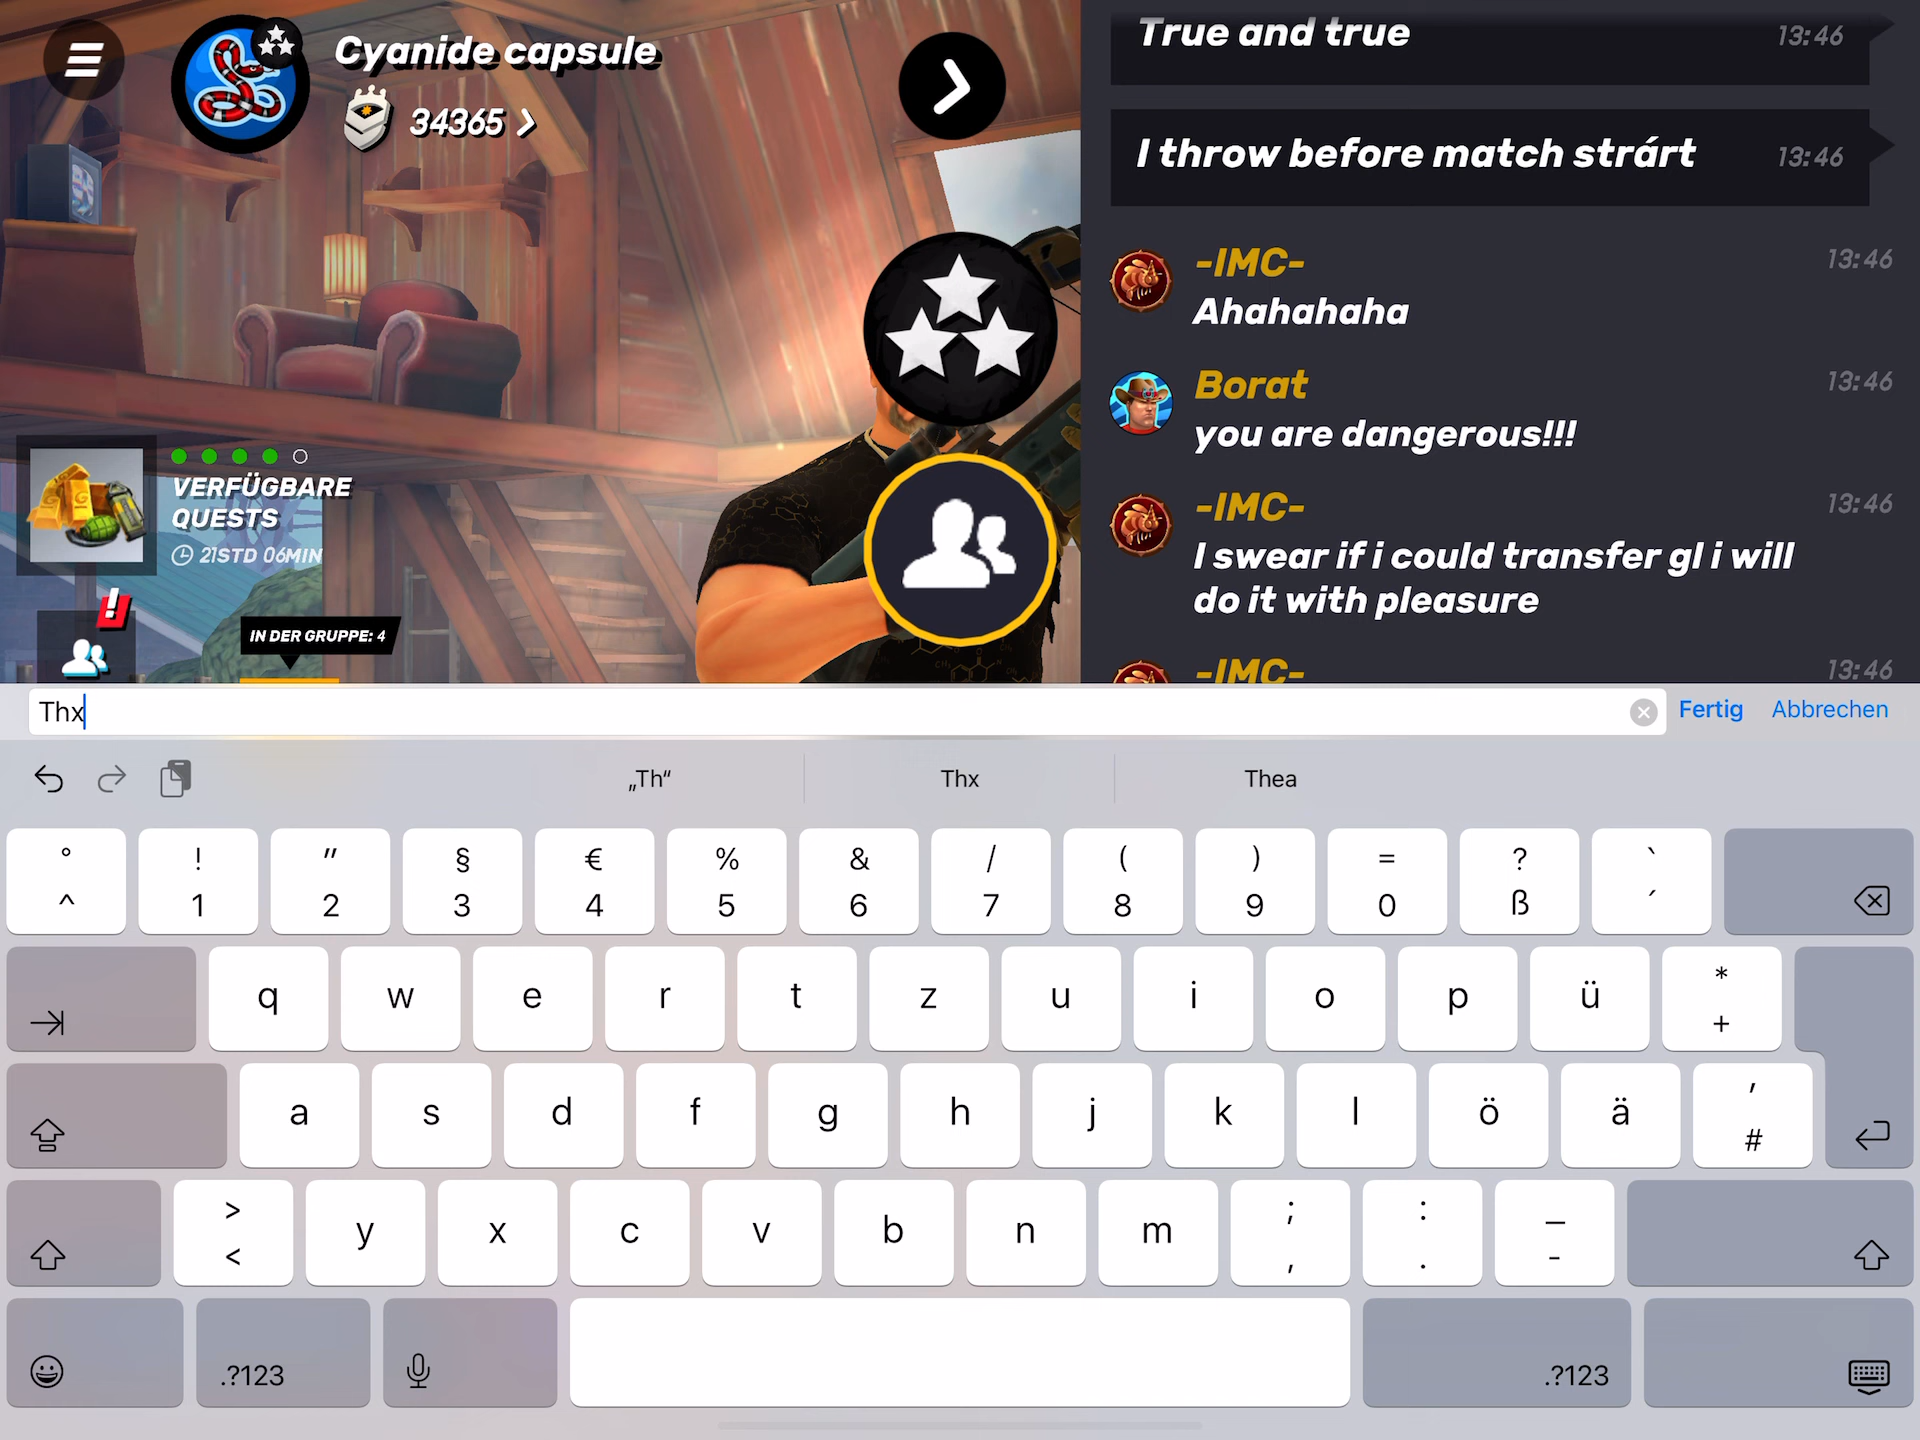 Cyanide capsule
34365
VERFÜGBARE
QUESTS
21STD 06MIN
!
IN DER GRUPPE: 4
True and true
13:46
I throw before match strárt
13:46
-IMC-
13:46
Ahahahaha
Borat
13:46
you are dangerous!!!
-IMC-
13:46
I swear if i could transfer gl i will
do it with pleasure
-IMC-
13:46
Thx
Fertig
Abbrechen
„Th“
Thx
Thea
° ! " § € % & / ( ) = ? `
^ 1 2 3 4 5 6 7 8 9 0 ß ´
q w e r t z u i o p ü * +
a s d f g h j k l ö ä ' #
> < y x c v b n m ; , : . _ -
.?123
.?123